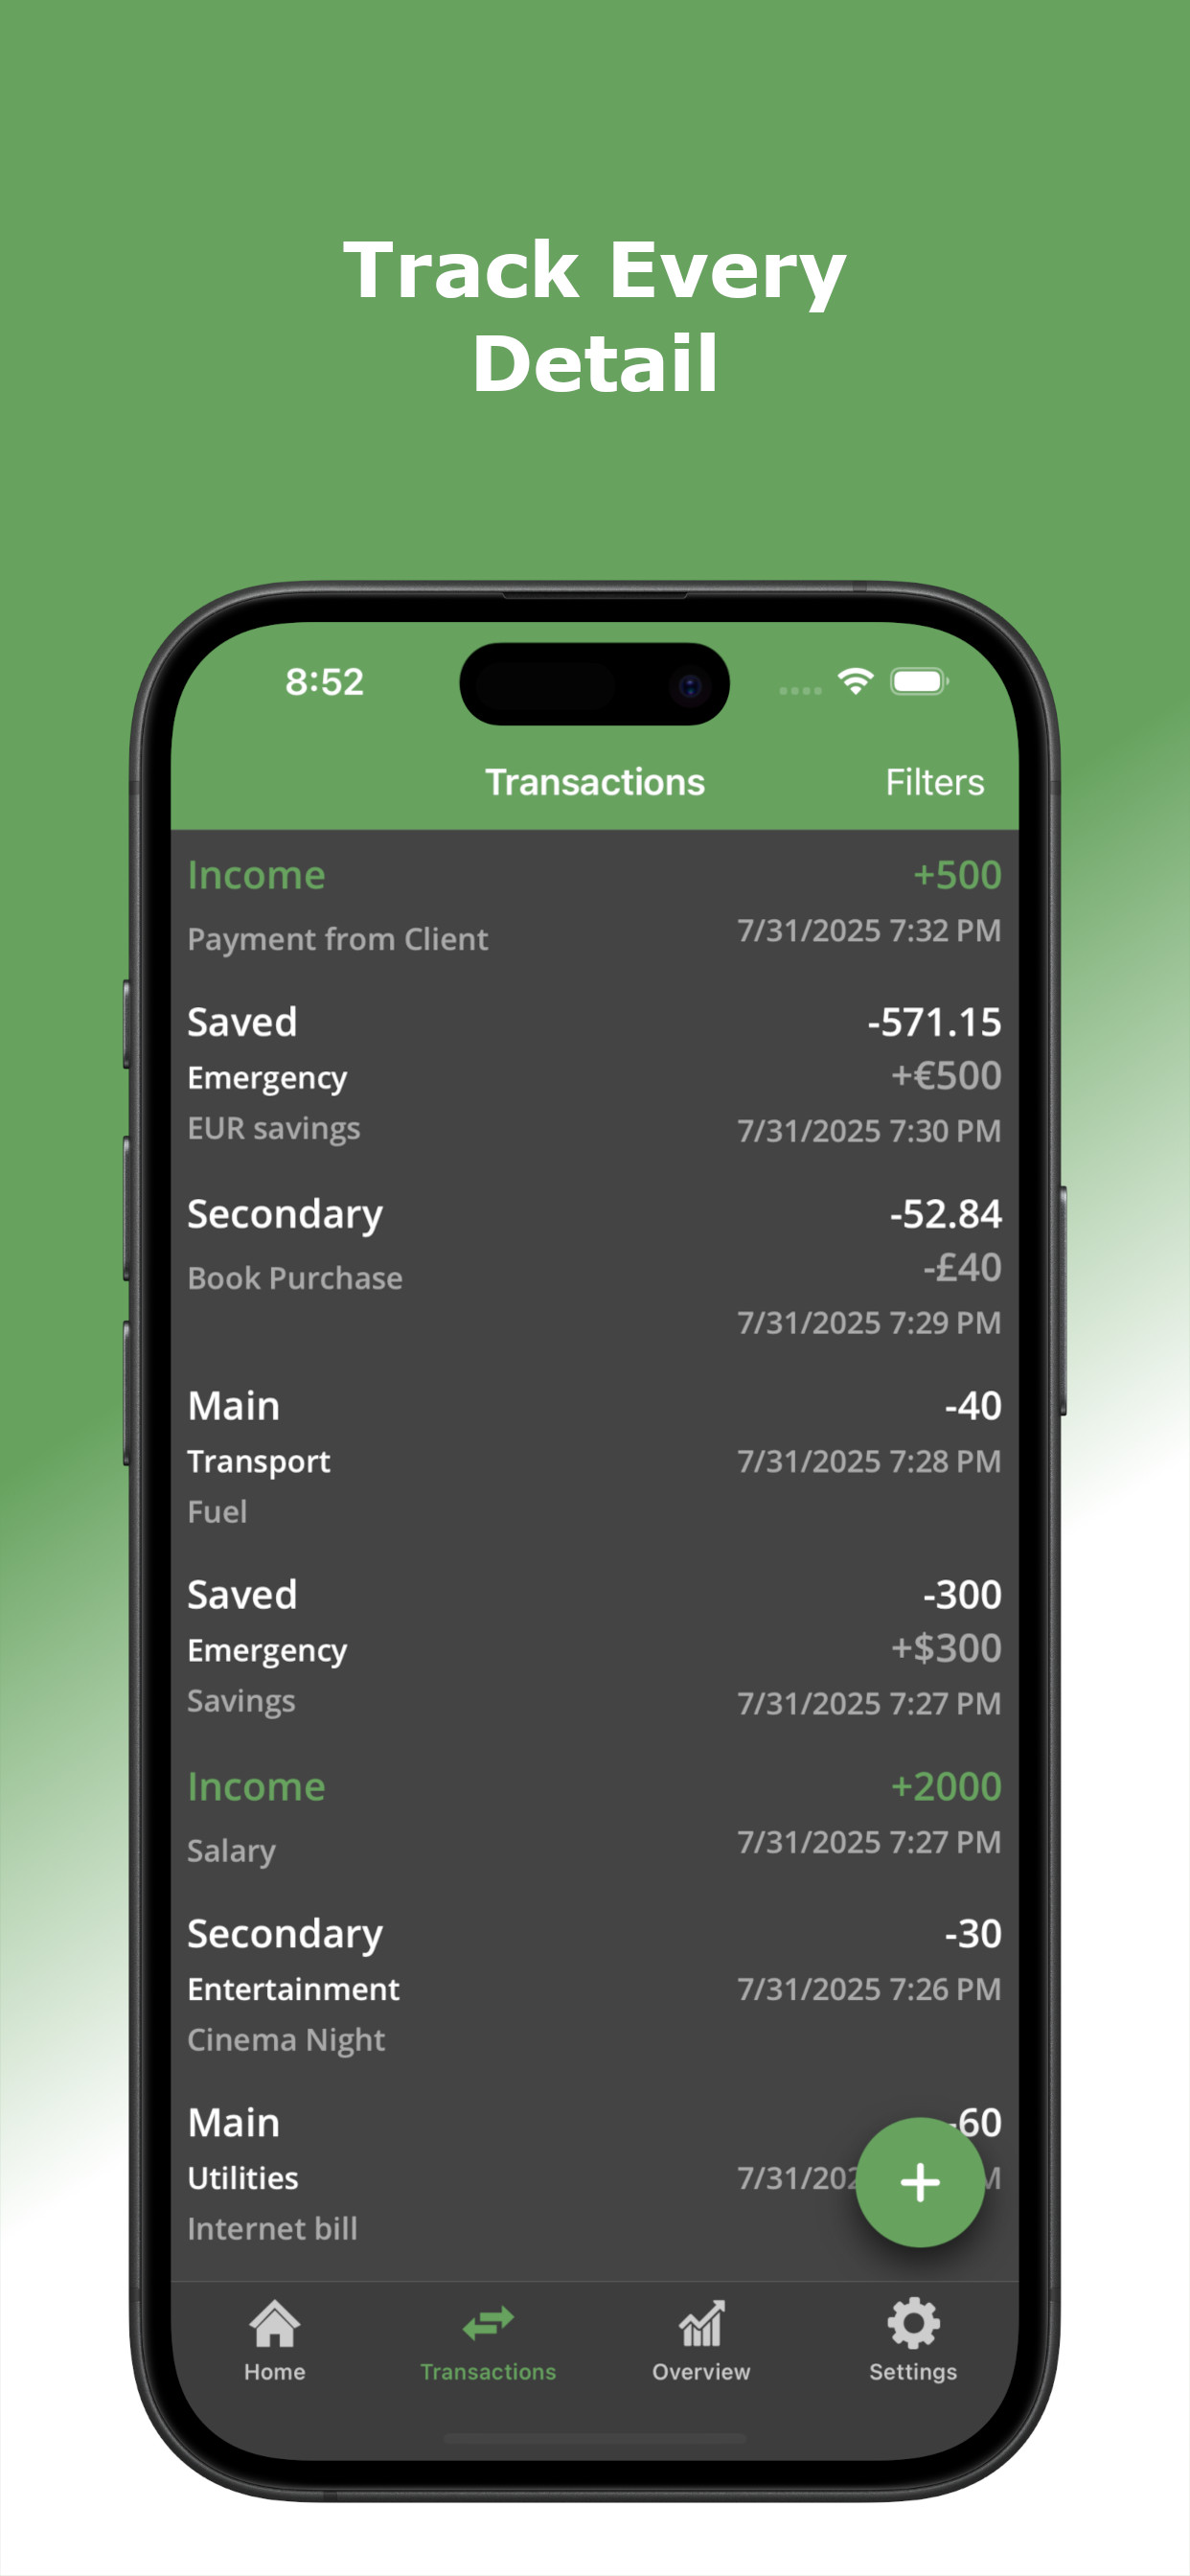 Track Every
Detail
8:52
Transactions Filters
Income +500
Payment from Client 7/31/2025 7:32 PM
Saved -571.15
Emergency +€500
EUR savings 7/31/2025 7:30 PM
Secondary -52.84
Book Purchase -£40
7/31/2025 7:29 PM
Main -40
Transport 7/31/2025 7:28 PM
Fuel
Saved -300
Emergency +$300
Savings 7/31/2025 7:27 PM
Income +2000
Salary 7/31/2025 7:27 PM
Secondary -30
Entertainment 7/31/2025 7:26 PM
Cinema Night
Main -60
Utilities
Internet bill
Home Transactions Overview Settings